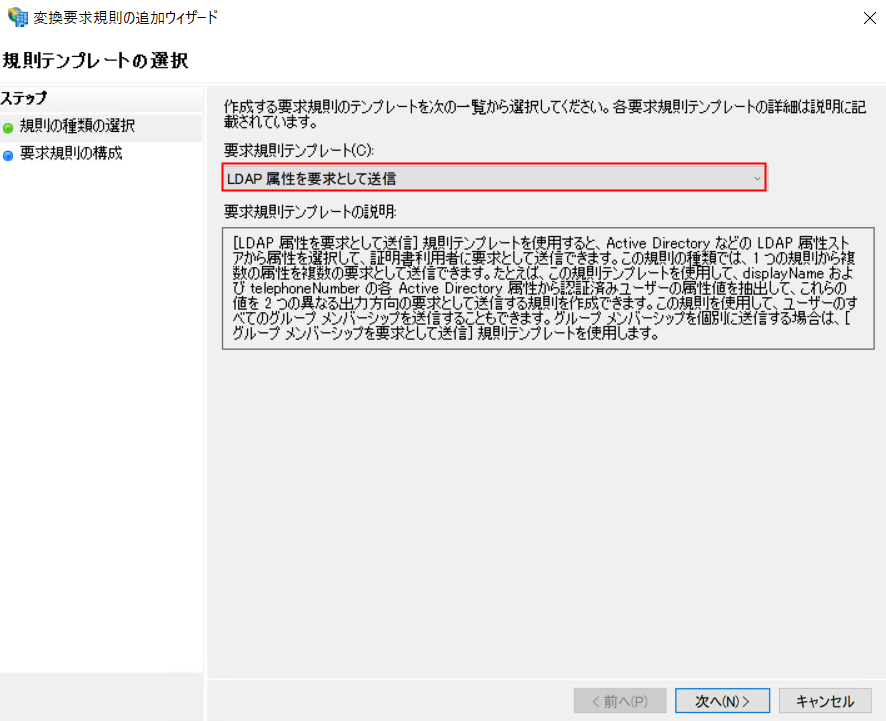 変換要求規則の追加ウィザード
規則テンプレートの選択
ステップ
規則の種類の選択
要求規則の構成
作成する要求規則のテンプレートを次の一覧から選択してください。各要求規則テンプレートの詳細は説明に記
載されています。
要求規則テンプレート(C):
LDAP 属性を要求として送信
要求規則テンプレートの説明:
[LDAP 属性を要求として送信] 規則テンプレートを使用すると、Active Directory などの LDAP 属性スト
アから属性を選択して、証明書利用者に要求として送信できます。この規則の種類では、1 つの規則から複
数の属性を複数の要求として送信できます。たとえば、この規則テンプレートを使用して、displayName およ
び telephoneNumber の各 Active Directory 属性から認証済みユーザーの属性値を抽出して、これらの
値を 2 つの異なる出力方向の要求として送信する規則を作成できます。この規則を使用して、ユーザーのす
べてのグループ メンバーシップを送信することもできます。グループ メンバーシップを個別に送信する場合は、[
グループ メンバーシップを要求として送信] 規則テンプレートを使用します。
< 前へ(P)
次へ(N) >
キャンセル